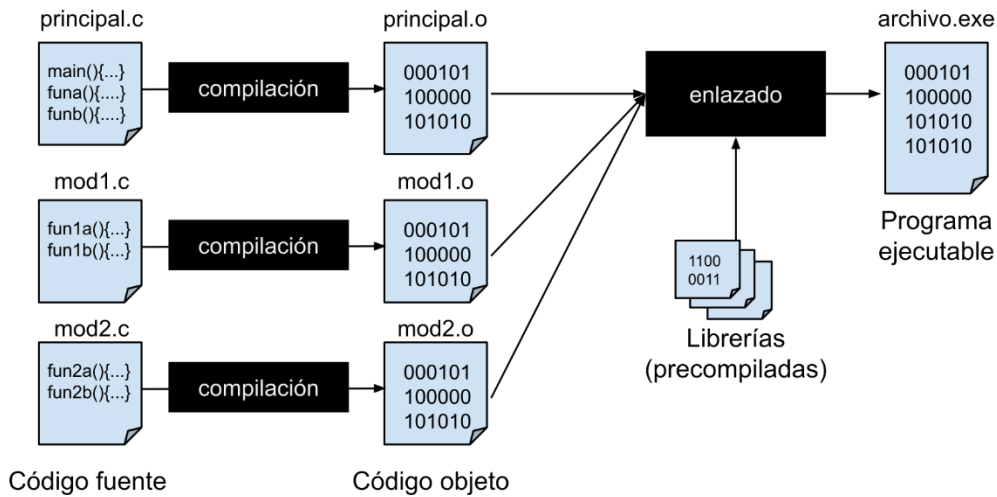 principal.c
main(){...}
funa(){....}
funb(){....}
compilación
principal.o
000101
100000
101010
enlazado
archivo.exe
000101
100000
101010
101010
Programa
ejecutable
mod1.c
fun1a(){...}
fun1b(){...}
compilación
mod1.o
000101
100000
101010
1100
0011
Librerías
(precompiladas)
mod2.c
fun2a(){...}
fun2b(){...}
compilación
mod2.o
000101
100000
101010
Código fuente
Código objeto